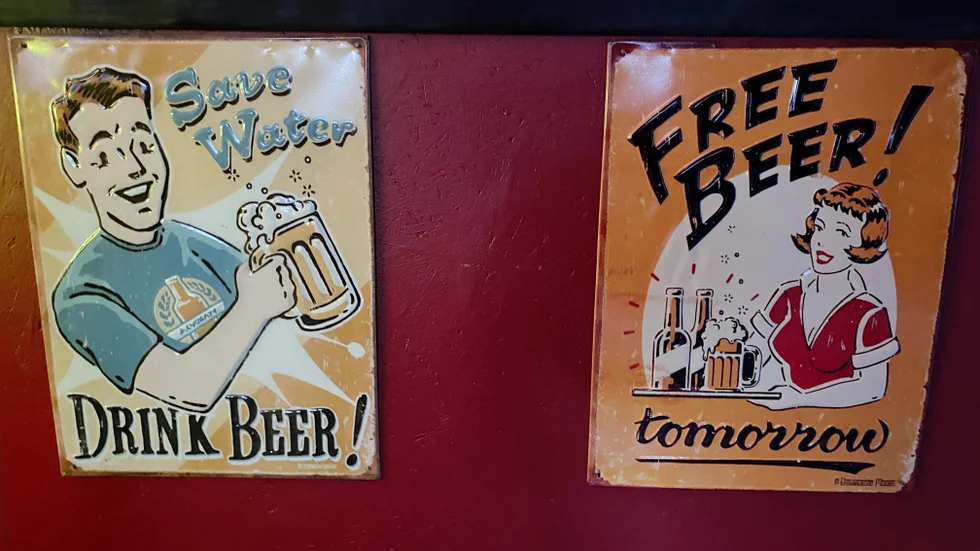 Save
Water
DRINK BEER!
FREE
BEER!
tomorrow